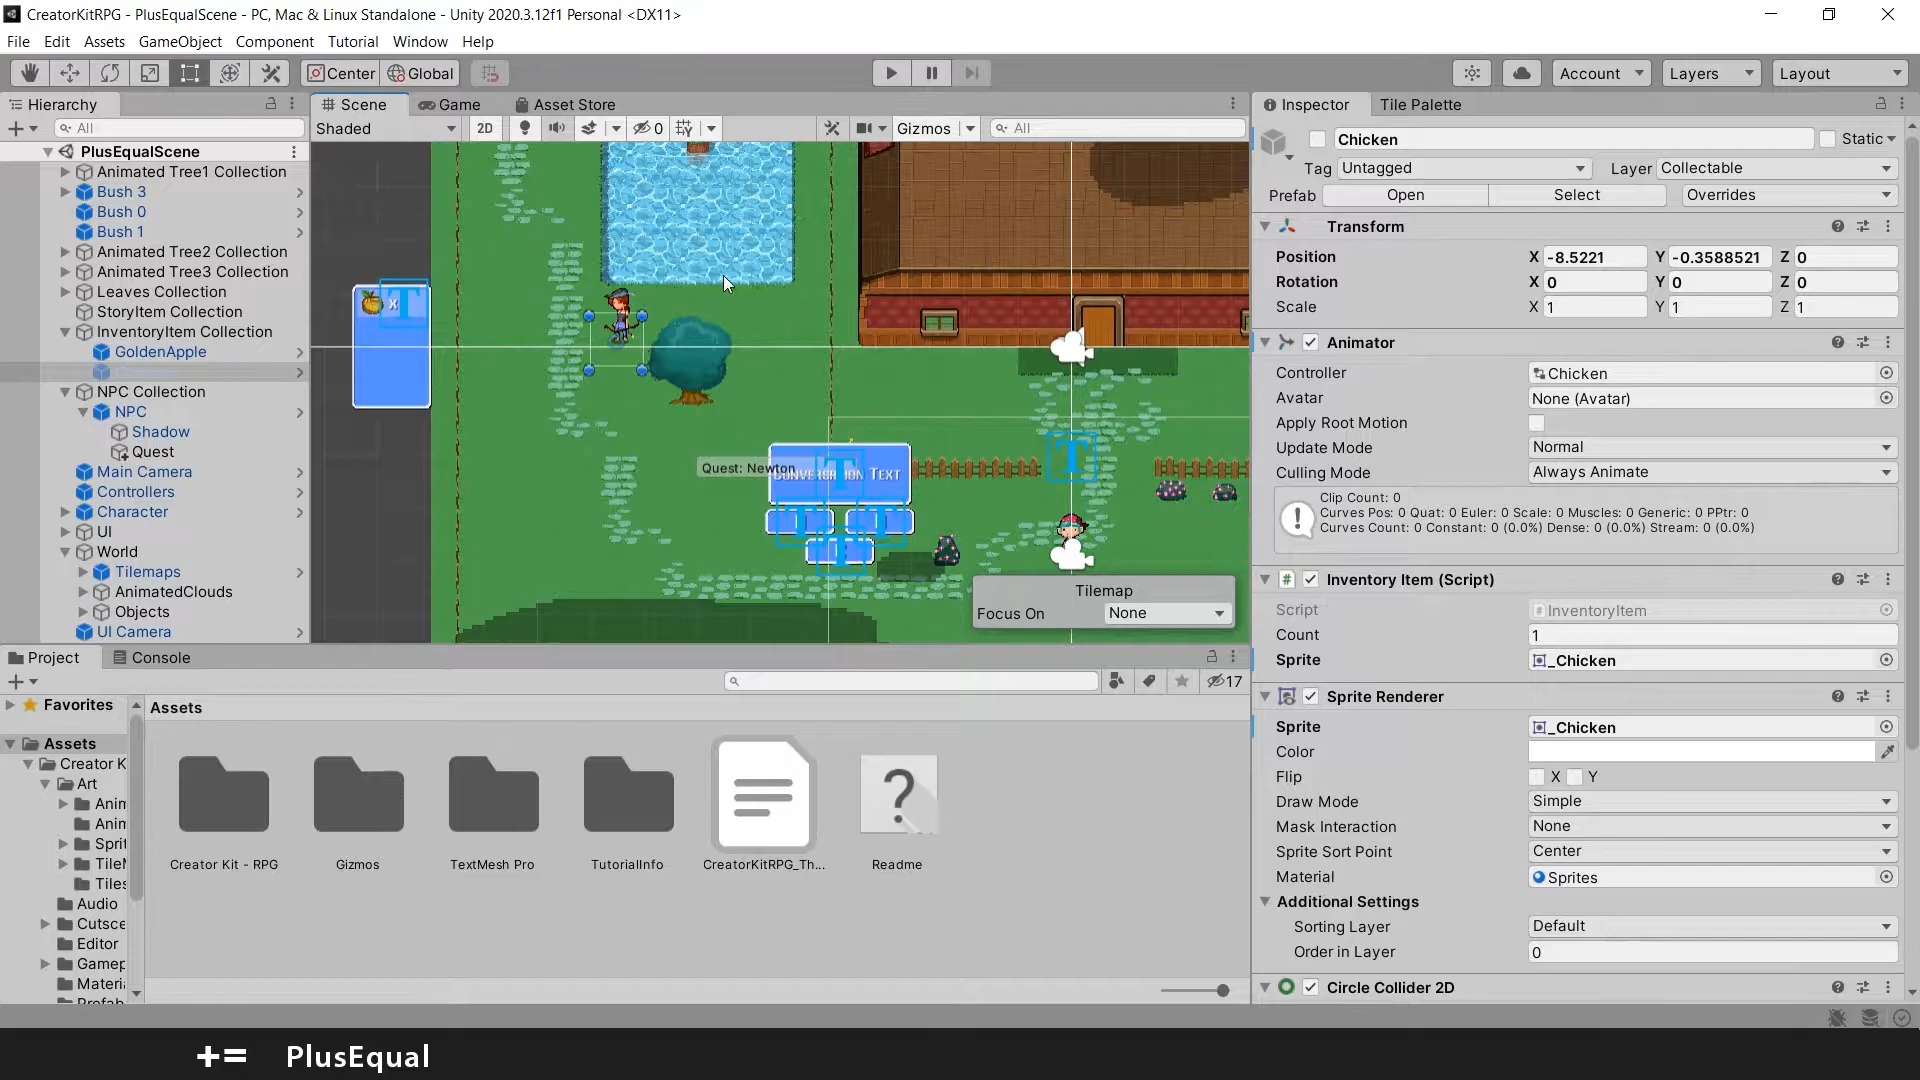 CreatorKitRPG - PlusEqualScene - PC, Mac & Linux Standalone - Unity 2020.3.12f1 Personal <DX11>
File Edit Assets GameObject Component Tutorial Window Help
Center Global Account Layers Layout
Hierarchy
All
PlusEqualScene
Animated Tree1 Collection
Bush 3
Bush 0
Bush 1
Animated Tree2 Collection
Animated Tree3 Collection
Leaves Collection
StoryItem Collection
InventoryItem Collection
GoldenApple
NPC Collection
NPC
Shadow
Quest
Main Camera
Controllers
Character
UI
World
Tilemaps
AnimatedClouds
Objects
UI Camera
Scene Game Asset Store
Shaded 2D 0 Gizmos All
x T
Quest: Newton
Conversation Text
T
T T
T
T
Tilemap
Focus On None
Inspector Tile Palette
Chicken Static
Tag Untagged Layer Collectable
Prefab Open Select Overrides
Transform
Position X -8.5221 Y -0.3588521 Z 0
Rotation X 0 Y 0 Z 0
Scale X 1 Y 1 Z 1
Animator
Controller Chicken
Avatar None (Avatar)
Apply Root Motion
Update Mode Normal
Culling Mode Always Animate
Clip Count: 0
Curves Pos: 0 Quat: 0 Euler: 0 Scale: 0 Muscles: 0 Generic: 0 PPtr: 0
Curves Count: 0 Constant: 0 (0.0%) Dense: 0 (0.0%) Stream: 0 (0.0%)
# Inventory Item (Script)
Script # InventoryItem
Count 1
Sprite _Chicken
Sprite Renderer
Sprite _Chicken
Color
Flip X Y
Draw Mode Simple
Mask Interaction None
Sprite Sort Point Center
Material Sprites
Additional Settings
Sorting Layer Default
Order in Layer 0
Circle Collider 2D
Project Console
17
Favorites
Assets
Creator K
Art
Anim
Anim
Sprit
TileM
Tiles
Audio
Cutsce
Editor
Gamep
Materi
Prefab
Assets
Creator Kit - RPG Gizmos TextMesh Pro TutorialInfo CreatorKitRPG_Th... Readme
+= PlusEqual